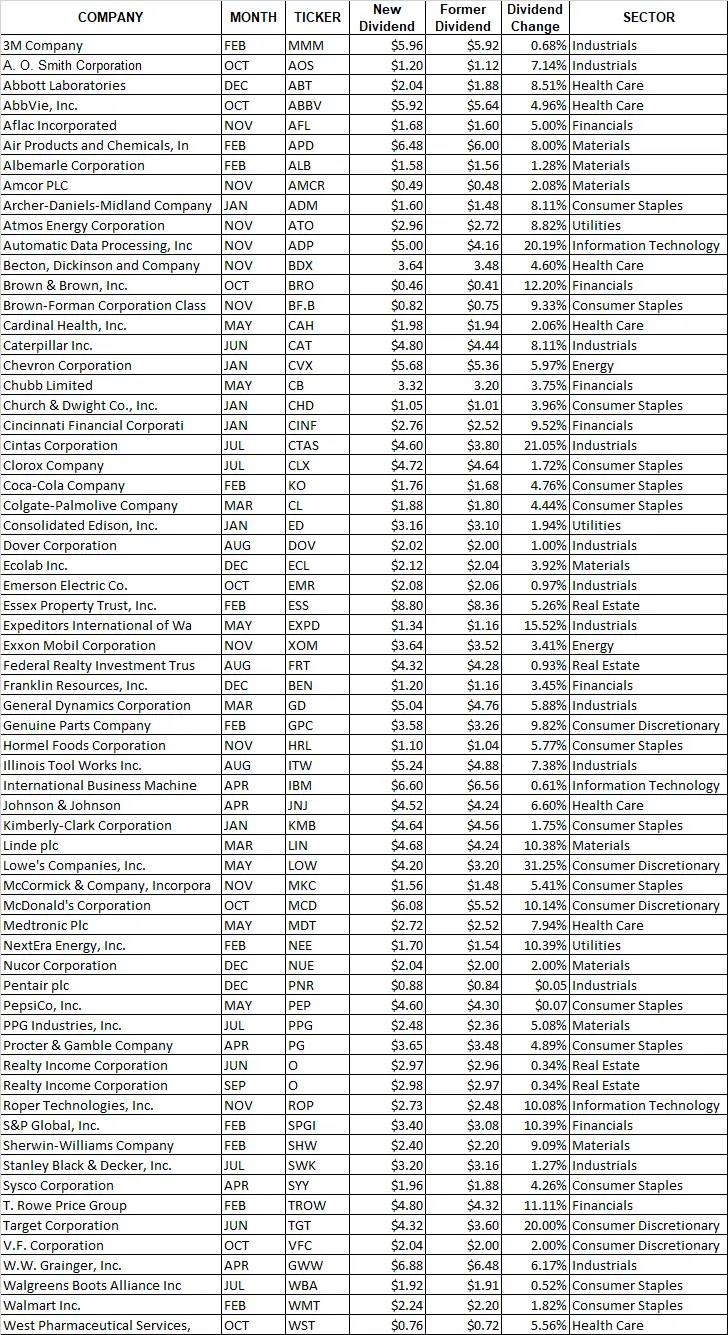 COMPANY MONTH TICKER New Dividend Former Dividend Dividend Change SECTOR
3M Company FEB MMM $5.96 $5.92 0.68% Industrials
A. O. Smith Corporation OCT AOS $1.20 $1.12 7.14% Industrials
Abbott Laboratories DEC ABT $2.04 $1.88 8.51% Health Care
AbbVie, Inc. OCT ABBV $5.92 $5.64 4.96% Health Care
Aflac Incorporated NOV AFL $1.68 $1.60 5.00% Financials
Air Products and Chemicals, In FEB APD $6.48 $6.00 8.00% Materials
Albemarle Corporation FEB ALB $1.58 $1.56 1.28% Materials
Amcor PLC NOV AMCR $0.49 $0.48 2.08% Materials
Archer-Daniels-Midland Company JAN ADM $1.60 $1.48 8.11% Consumer Staples
Atmos Energy Corporation NOV ATO $2.96 $2.72 8.82% Utilities
Automatic Data Processing, Inc NOV ADP $5.00 $4.16 20.19% Information Technology
Becton, Dickinson and Company NOV BDX 3.64 3.48 4.60% Health Care
Brown & Brown, Inc. OCT BRO $0.46 $0.41 12.20% Financials
Brown-Forman Corporation Class NOV BF.B $0.82 $0.75 9.33% Consumer Staples
Cardinal Health, Inc. MAY CAH $1.98 $1.94 2.06% Health Care
Caterpillar Inc. JUN CAT $4.80 $4.44 8.11% Industrials
Chevron Corporation JAN CVX $5.68 $5.36 5.97% Energy
Chubb Limited MAY CB 3.32 3.20 3.75% Financials
Church & Dwight Co., Inc. JAN CHD $1.05 $1.01 3.96% Consumer Staples
Cincinnati Financial Corporati JAN CINF $2.76 $2.52 9.52% Financials
Cintas Corporation JUL CTAS $4.60 $3.80 21.05% Industrials
Clorox Company JUL CLX $4.72 $4.64 1.72% Consumer Staples
Coca-Cola Company FEB KO $1.76 $1.68 4.76% Consumer Staples
Colgate-Palmolive Company MAR CL $1.88 $1.80 4.44% Consumer Staples
Consolidated Edison, Inc. JAN ED $3.16 $3.10 1.94% Utilities
Dover Corporation AUG DOV $2.02 $2.00 1.00% Industrials
Ecolab Inc. DEC ECL $2.12 $2.04 3.92% Materials
Emerson Electric Co. OCT EMR $2.08 $2.06 0.97% Industrials
Essex Property Trust, Inc. FEB ESS $8.80 $8.36 5.26% Real Estate
Expeditors International of Wa MAY EXPD $1.34 $1.16 15.52% Industrials
Exxon Mobil Corporation NOV XOM $3.64 $3.52 3.41% Energy
Federal Realty Investment Trus AUG FRT $4.32 $4.28 0.93% Real Estate
Franklin Resources, Inc. DEC BEN $1.20 $1.16 3.45% Financials
General Dynamics Corporation MAR GD $5.04 $4.76 5.88% Industrials
Genuine Parts Company FEB GPC $3.58 $3.26 9.82% Consumer Discretionary
Hormel Foods Corporation NOV HRL $1.10 $1.04 5.77% Consumer Staples
Illinois Tool Works Inc. AUG ITW $5.24 $4.88 7.38% Industrials
International Business Machine APR IBM $6.60 $6.56 0.61% Information Technology
Johnson & Johnson APR JNJ $4.52 $4.24 6.60% Health Care
Kimberly-Clark Corporation JAN KMB $4.64 $4.56 1.75% Consumer Staples
Linde plc MAR LIN $4.68 $4.24 10.38% Materials
Lowe's Companies, Inc. MAY LOW $4.20 $3.20 31.25% Consumer Discretionary
McCormick & Company, Incorpora NOV MKC $1.56 $1.48 5.41% Consumer Staples
McDonald's Corporation OCT MCD $6.08 $5.52 10.14% Consumer Discretionary
Medtronic Plc MAY MDT $2.72 $2.52 7.94% Health Care
NextEra Energy, Inc. FEB NEE $1.70 $1.54 10.39% Utilities
Nucor Corporation DEC NUE $2.04 $2.00 2.00% Materials
Pentair plc DEC PNR $0.88 $0.84 $0.05 Industrials
PepsiCo, Inc. MAY PEP $4.60 $4.30 $0.07 Consumer Staples
PPG Industries, Inc. JUL PPG $2.48 $2.36 5.08% Materials
Procter & Gamble Company APR PG $3.65 $3.48 4.89% Consumer Staples
Realty Income Corporation JUN O $2.97 $2.96 0.34% Real Estate
Realty Income Corporation SEP O $2.98 $2.97 0.34% Real Estate
Roper Technologies, Inc. NOV ROP $2.73 $2.48 10.08% Information Technology
S&P Global, Inc. FEB SPGI $3.40 $3.08 10.39% Financials
Sherwin-Williams Company FEB SHW $2.40 $2.20 9.09% Materials
Stanley Black & Decker, Inc. JUL SWK $3.20 $3.16 1.27% Industrials
Sysco Corporation APR SYY $1.96 $1.88 4.26% Consumer Staples
T. Rowe Price Group FEB TROW $4.80 $4.32 11.11% Financials
Target Corporation JUN TGT $4.32 $3.60 20.00% Consumer Discretionary
V.F. Corporation OCT VFC $2.04 $2.00 2.00% Consumer Discretionary
W.W. Grainger, Inc. APR GWW $6.88 $6.48 6.17% Industrials
Walgreens Boots Alliance Inc JUL WBA $1.92 $1.91 0.52% Consumer Staples
Walmart Inc. FEB WMT $2.24 $2.20 1.82% Consumer Staples
West Pharmaceutical Services, OCT WST $0.76 $0.72 5.56% Health Care